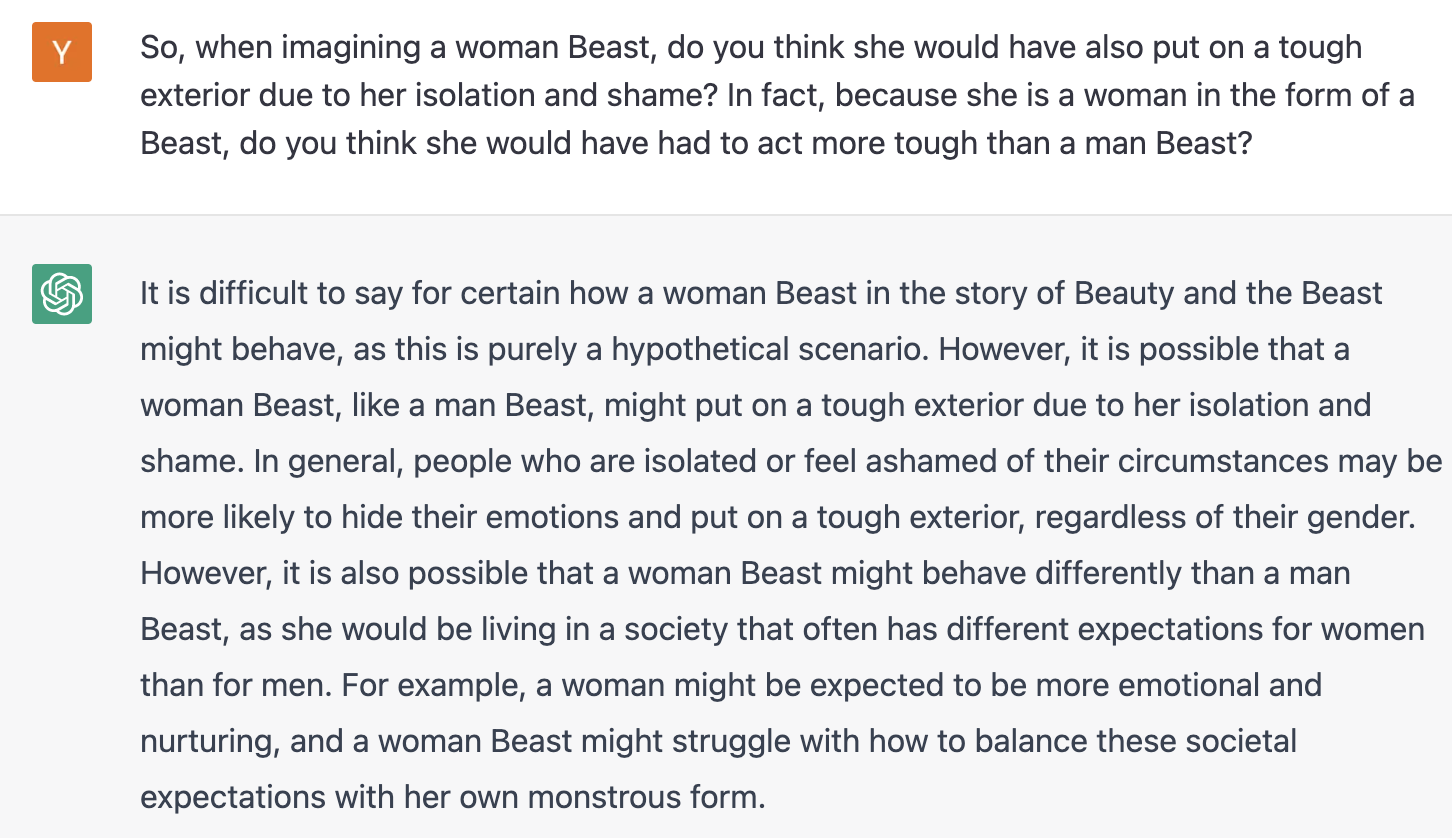 Y
So, when imagining a woman Beast, do you think she would have also put on a tough
exterior due to her isolation and shame? In fact, because she is a woman in the form of a
Beast, do you think she would have had to act more tough than a man Beast?
It is difficult to say for certain how a woman Beast in the story of Beauty and the Beast
might behave, as this is purely a hypothetical scenario. However, it is possible that a
woman Beast, like a man Beast, might put on a tough exterior due to her isolation and
shame. In general, people who are isolated or feel ashamed of their circumstances may be
more likely to hide their emotions and put on a tough exterior, regardless of their gender.
However, it is also possible that a woman Beast might behave differently than a man
Beast, as she would be living in a society that often has different expectations for women
than for men. For example, a woman might be expected to be more emotional and
nurturing, and a woman Beast might struggle with how to balance these societal
expectations with her own monstrous form.